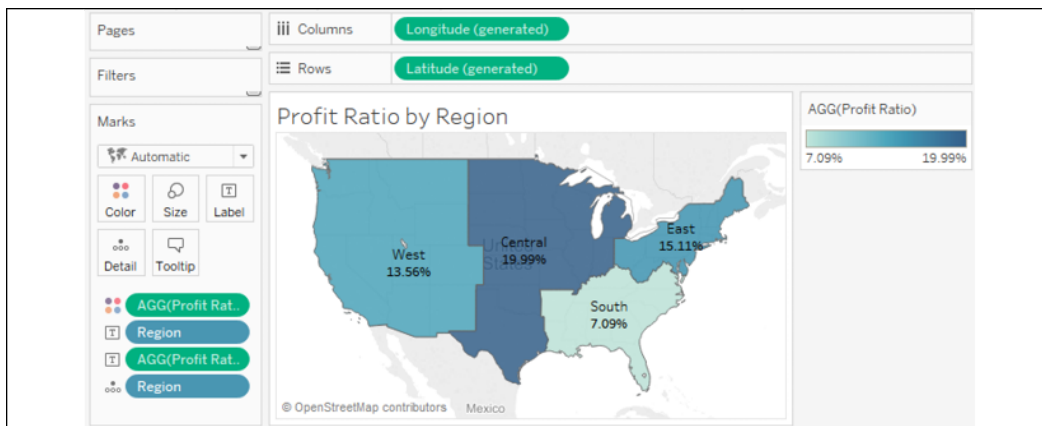 Pages
Columns
Longitude (generated)
Rows
Latitude (generated)
Filters
Marks
Automatic
Color
Size
Label
Detail
Tooltip
AGG(Profit Rat..
Region
AGG(Profit Rat..
Region
Profit Ratio by Region
West
13.56%
United
States
Central
19.99%
East
15.11%
South
7.09%
© OpenStreetMap contributors
Mexico
AGG(Profit Ratio)
7.09%
19.99%